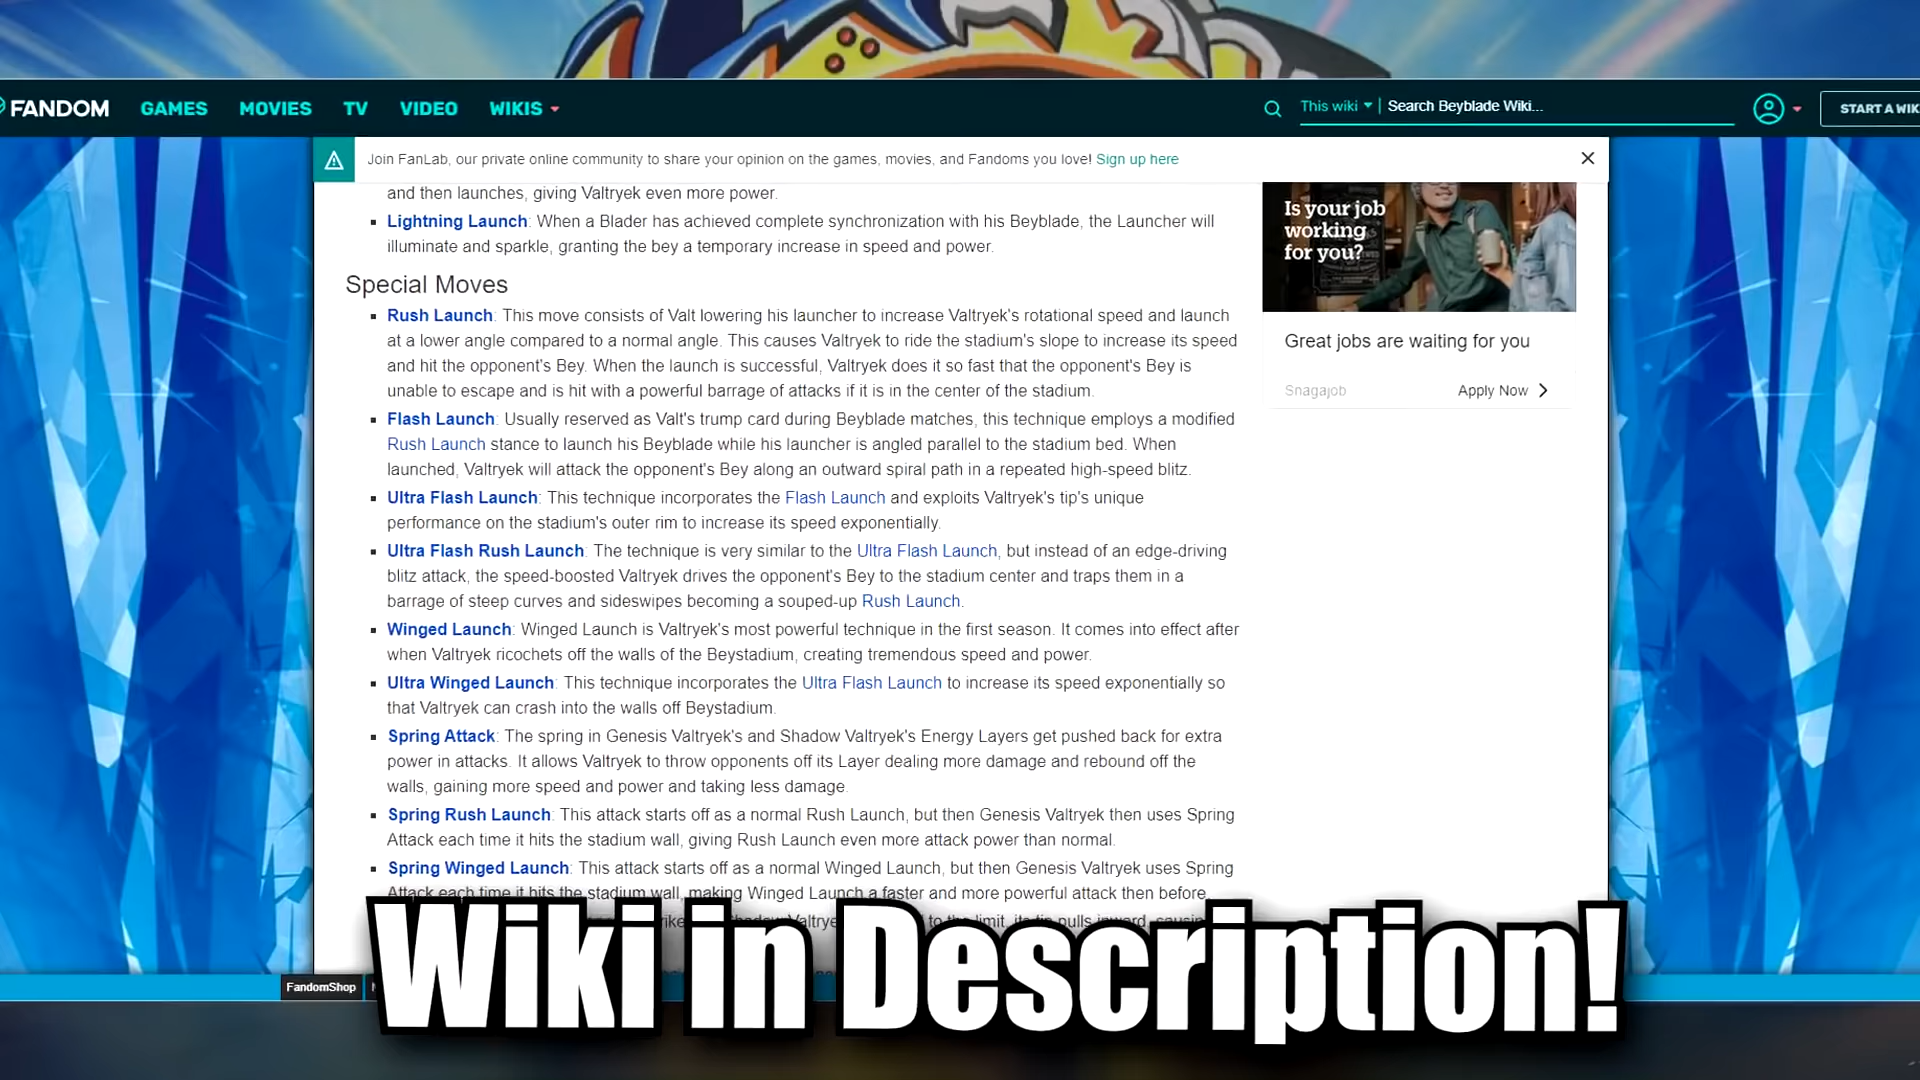 FANDOM GAMES MOVIES TV VIDEO WIKIS This wiki Search Beyblade Wiki... START A WIK
Join FanLab, our private online community to share your opinion on the games, movies, and Fandoms you love! Sign up here
and then launches, giving Valtryek even more power.
Lightning Launch: When a Blader has achieved complete synchronization with his Beyblade, the Launcher will
illuminate and sparkle, granting the bey a temporary increase in speed and power.
Special Moves
Rush Launch: This move consists of Valt lowering his launcher to increase Valtryek's rotational speed and launch
at a lower angle compared to a normal angle. This causes Valtryek to ride the stadium's slope to increase its speed
and hit the opponent's Bey. When the launch is successful, Valtryek does it so fast that the opponent's Bey is
unable to escape and is hit with a powerful barrage of attacks if it is in the center of the stadium.
Flash Launch: Usually reserved as Valt's trump card during Beyblade matches, this technique employs a modified
Rush Launch stance to launch his Beyblade while his launcher is angled parallel to the stadium bed. When
launched, Valtryek will attack the opponent's Bey along an outward spiral path in a repeated high-speed blitz.
Ultra Flash Launch: This technique incorporates the Flash Launch and exploits Valtryek's tip's unique
performance on the stadium's outer rim to increase its speed exponentially.
Ultra Flash Rush Launch: The technique is very similar to the Ultra Flash Launch, but instead of an edge-driving
blitz attack, the speed-boosted Valtryek drives the opponent's Bey to the stadium center and traps them in a
barrage of steep curves and sideswipes becoming a souped-up Rush Launch.
Winged Launch: Winged Launch is Valtryek's most powerful technique in the first season. It comes into effect after
when Valtryek ricochets off the walls of the Beystadium, creating tremendous speed and power.
Ultra Winged Launch: This technique incorporates the Ultra Flash Launch to increase its speed exponentially so
that Valtryek can crash into the walls off Beystadium.
Spring Attack: The spring in Genesis Valtryek's and Shadow Valtryek's Energy Layers get pushed back for extra
power in attacks. It allows Valtryek to throw opponents off its Layer dealing more damage and rebound off the
walls, gaining more speed and power and taking less damage.
Spring Rush Launch: This attack starts off as a normal Rush Launch, but then Genesis Valtryek then uses Spring
Attack each time it hits the stadium wall, giving Rush Launch even more attack power than normal.
Spring Winged Launch: This attack starts off as a normal Winged Launch, but then Genesis Valtryek uses Spring
Attack each time it hits the stadium wall, making Winged Launch a faster and more powerful attack then before.
to the limit, its tip pulls inward,
Is your job
working
for you?
Great jobs are waiting for you
Snagajob Apply Now
FandomShop
Wiki in Description!